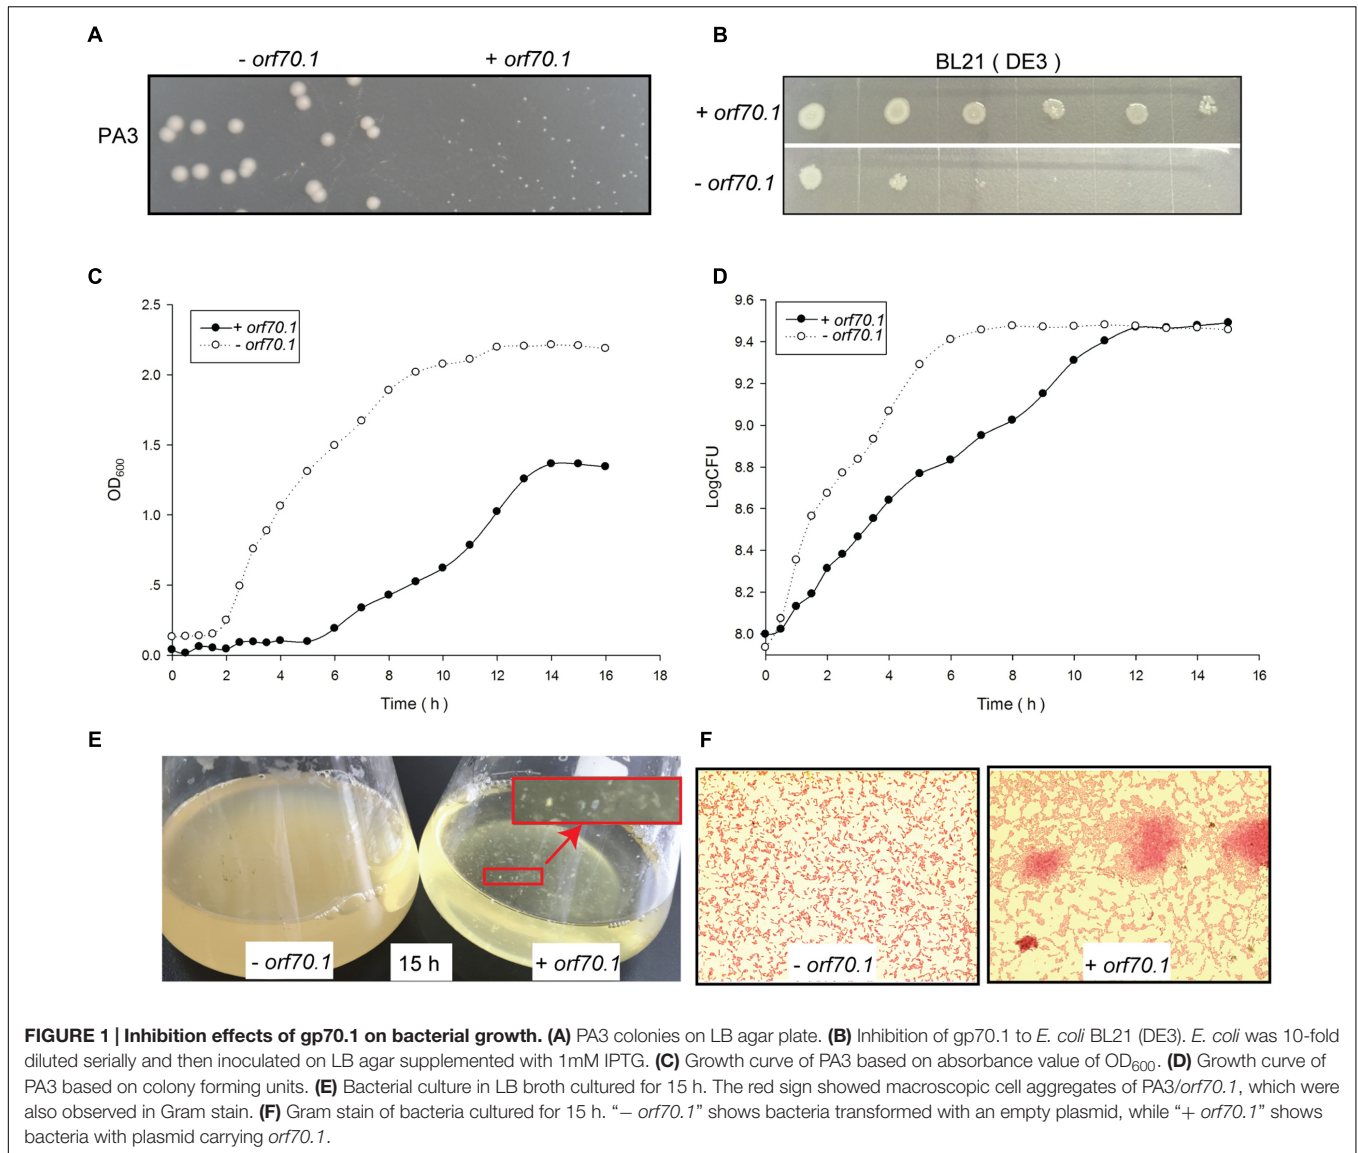 A
- orf70.1
+ orf70.1
PA3
B
BL21 ( DE3 )
+ orf70.1
- orf70.1
C
2.5
2.0
1.5
1.0
.5
0.0
OD600
+ orf70.1
- orf70.1
0 2 4 6 8 10 12 14 16 18
Time ( h )
D
9.6
9.4
9.2
9.0
8.8
8.6
8.4
8.2
8.0
LogCFU
+ orf70.1
- orf70.1
0 2 4 6 8 10 12 14 16
Time ( h )
E
- orf70.1
15 h
+ orf70.1
F
- orf70.1
+ orf70.1
FIGURE 1 | Inhibition effects of gp70.1 on bacterial growth. (A) PA3 colonies on LB agar plate. (B) Inhibition of gp70.1 to E. coli BL21 (DE3). E. coli was 10-fold
diluted serially and then inoculated on LB agar supplemented with 1mM IPTG. (C) Growth curve of PA3 based on absorbance value of OD600. (D) Growth curve of
PA3 based on colony forming units. (E) Bacterial culture in LB broth cultured for 15 h. The red sign showed macroscopic cell aggregates of PA3/orf70.1, which were
also observed in Gram stain. (F) Gram stain of bacteria cultured for 15 h. “− orf70.1” shows bacteria transformed with an empty plasmid, while “+ orf70.1” shows
bacteria with plasmid carrying orf70.1.